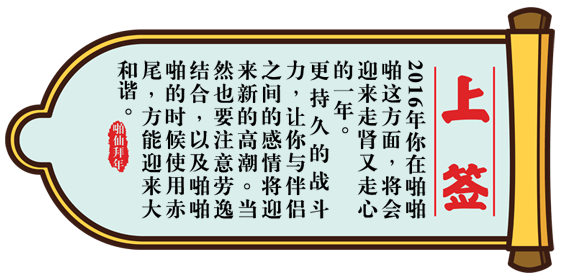 上签
2016年你在啪啪
啪这方面，将会
迎来走肾又走心
的一年。
更持久的战斗
力，让你与伴侣
之间的感情将迎
来新的高潮。当
然也要注意劳逸
结合，以及啪啪
啪的时候使用赤
尾，方能迎来大
和谐。
啪仙拜年